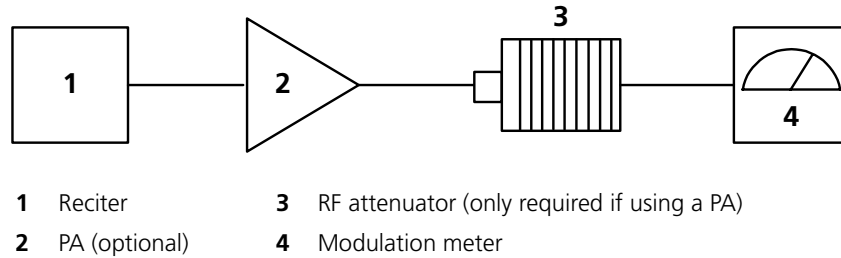 3
1
2
4
1 Reciter 3 RF attenuator (only required if using a PA)
2 PA (optional) 4 Modulation meter